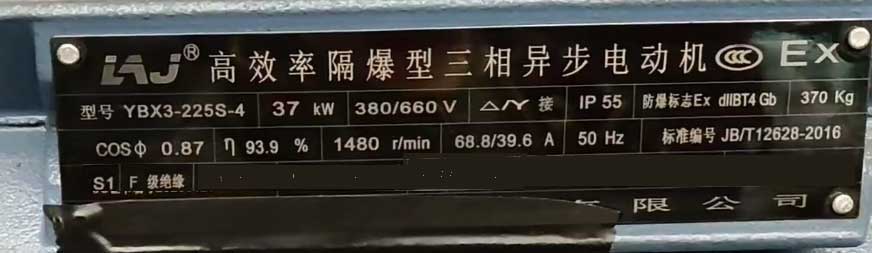 LAJ® 高效率隔爆型三相异步电动机 CCC Ex
型号 YBX3-225S-4 37 kW 380/660 V △/Y 接 IP 55 防爆标志Ex dIIBT4 Gb 370 Kg
COSΦ 0.87 η 93.9 % 1480 r/min 68.8/39.6 A 50 Hz 标准编号 JB/T12628-2016
S1 F 级绝缘
有限公司